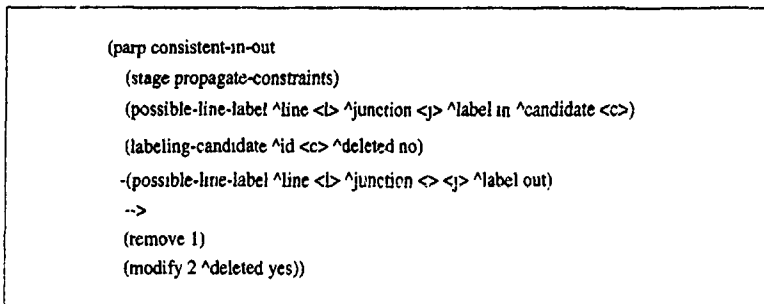 (parp consistent-in-out
(stage propagate-constraints)
(possible-line-label ^line <l> ^junction <j> ^label in ^candidate <c>)
(labeling-candidate ^id <c> ^deleted no)
-(possible-line-label ^line <l> ^junction <> <j> ^label out)
-->
(remove 1)
(modify 2 ^deleted yes))